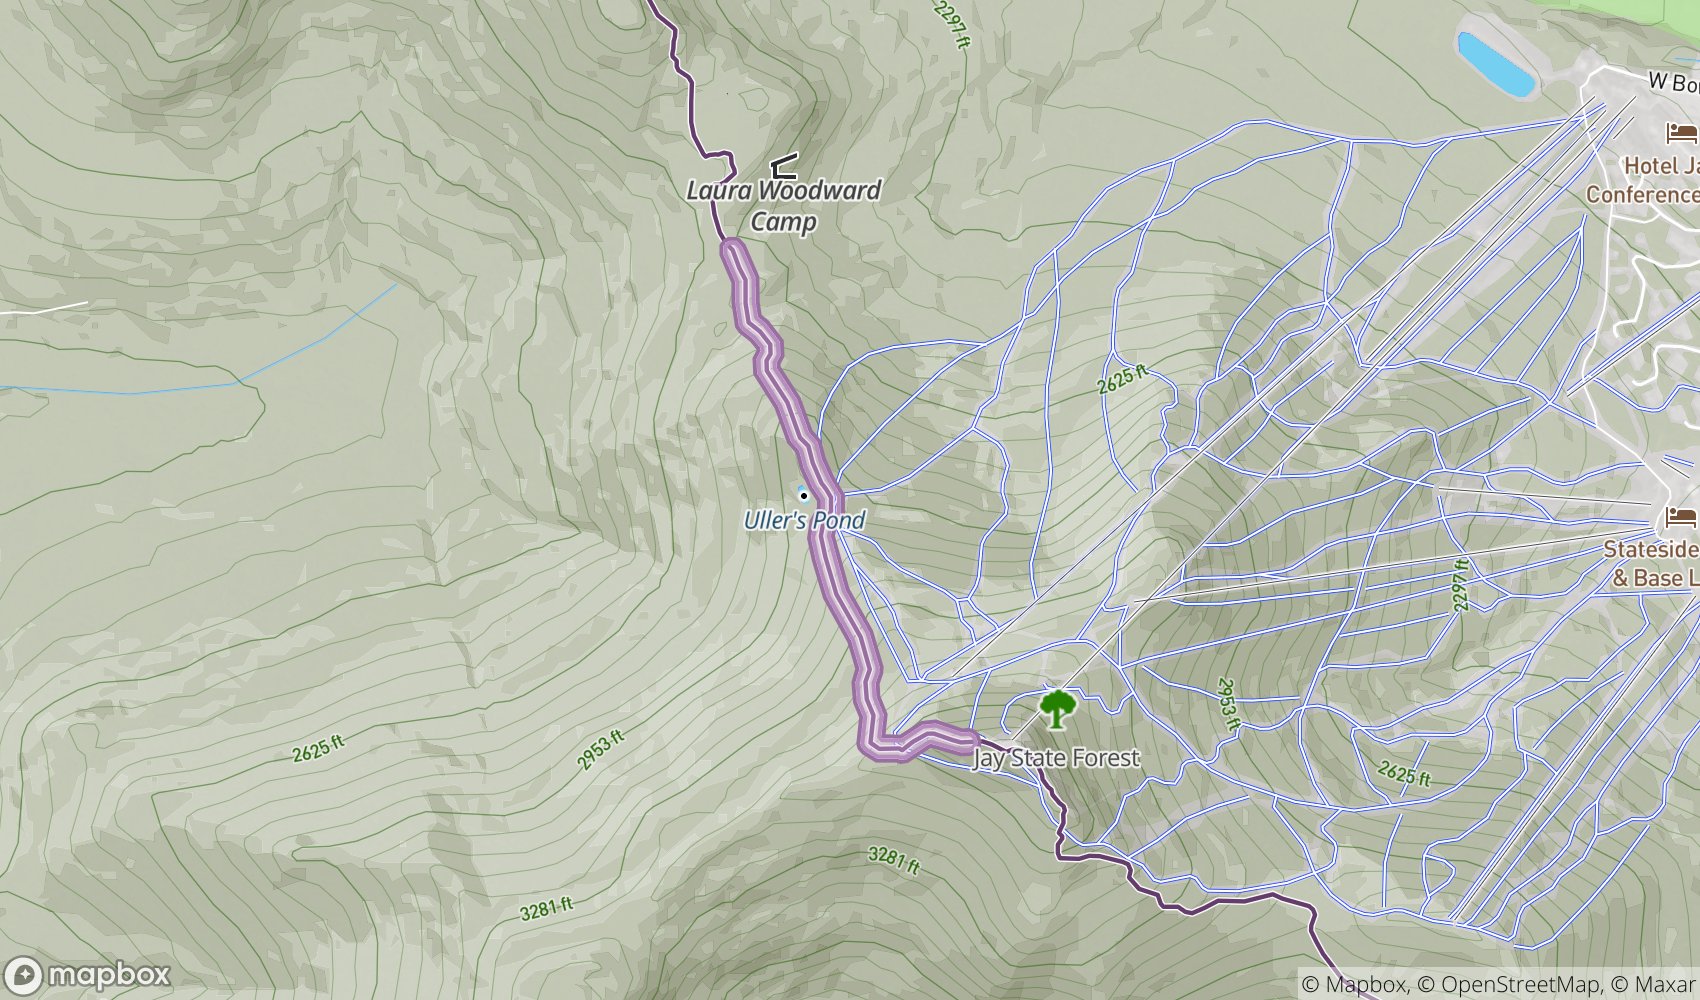 2297 ft
W Bo
Hotel Ja
Conference
Laura Woodward
Camp
2625 ft
Uller's Pond
Stateside
& Base L
2297 ft
2953 ft
2625 ft
2953 ft
Jay State Forest
2625 ft
3281 ft
3281 ft
mapbox
© Mapbox, © OpenStreetMap, © Maxar